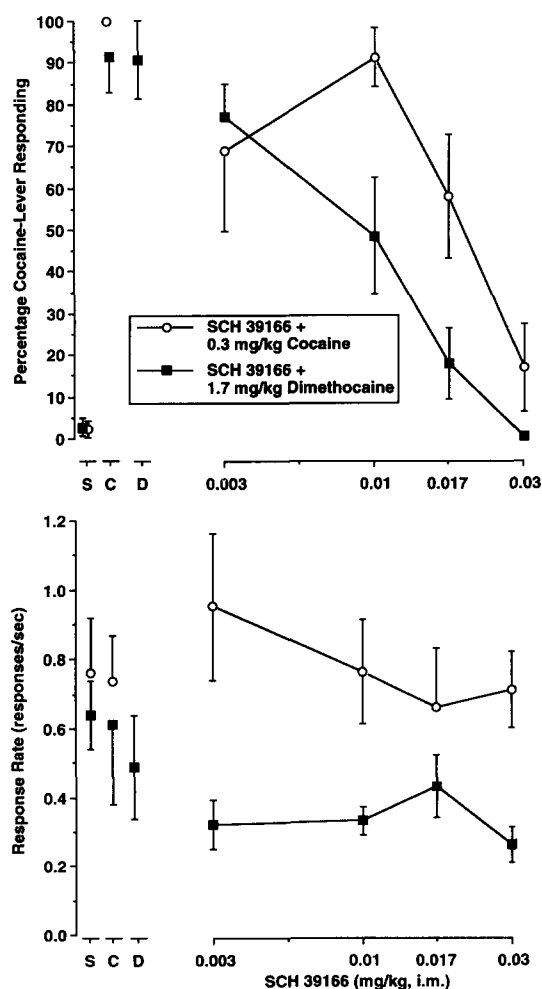 Percentage Cocaine-Lever Responding
100
90
80
70
60
50
40
30
20
10
0
SCH 39166 +
0.3 mg/kg Cocaine
SCH 39166 +
1.7 mg/kg Dimethocaine
S C D 0.003 0.01 0.017 0.03
Response Rate (responses/sec)
1.2
1.0
0.8
0.6
0.4
0.2
0.0
S C D 0.003 0.01 0.017 0.03
SCH 39166 (mg/kg, i.m.)